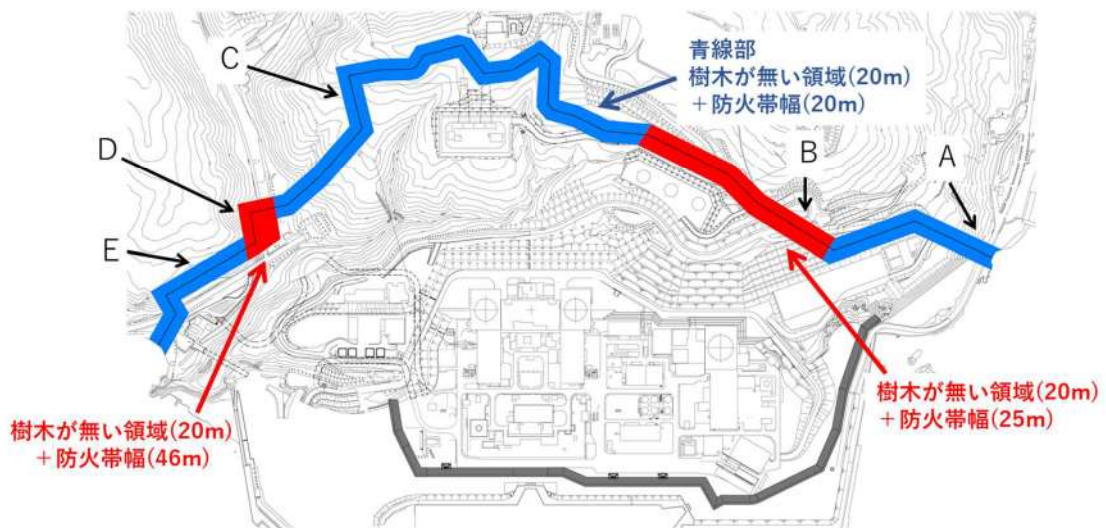 青線部
樹木が無い領域(20m)
＋防火帯幅(20m)
C
D
B
A
E
樹木が無い領域(20m)
＋防火帯幅(46m)
樹木が無い領域(20m)
＋防火帯幅(25m)